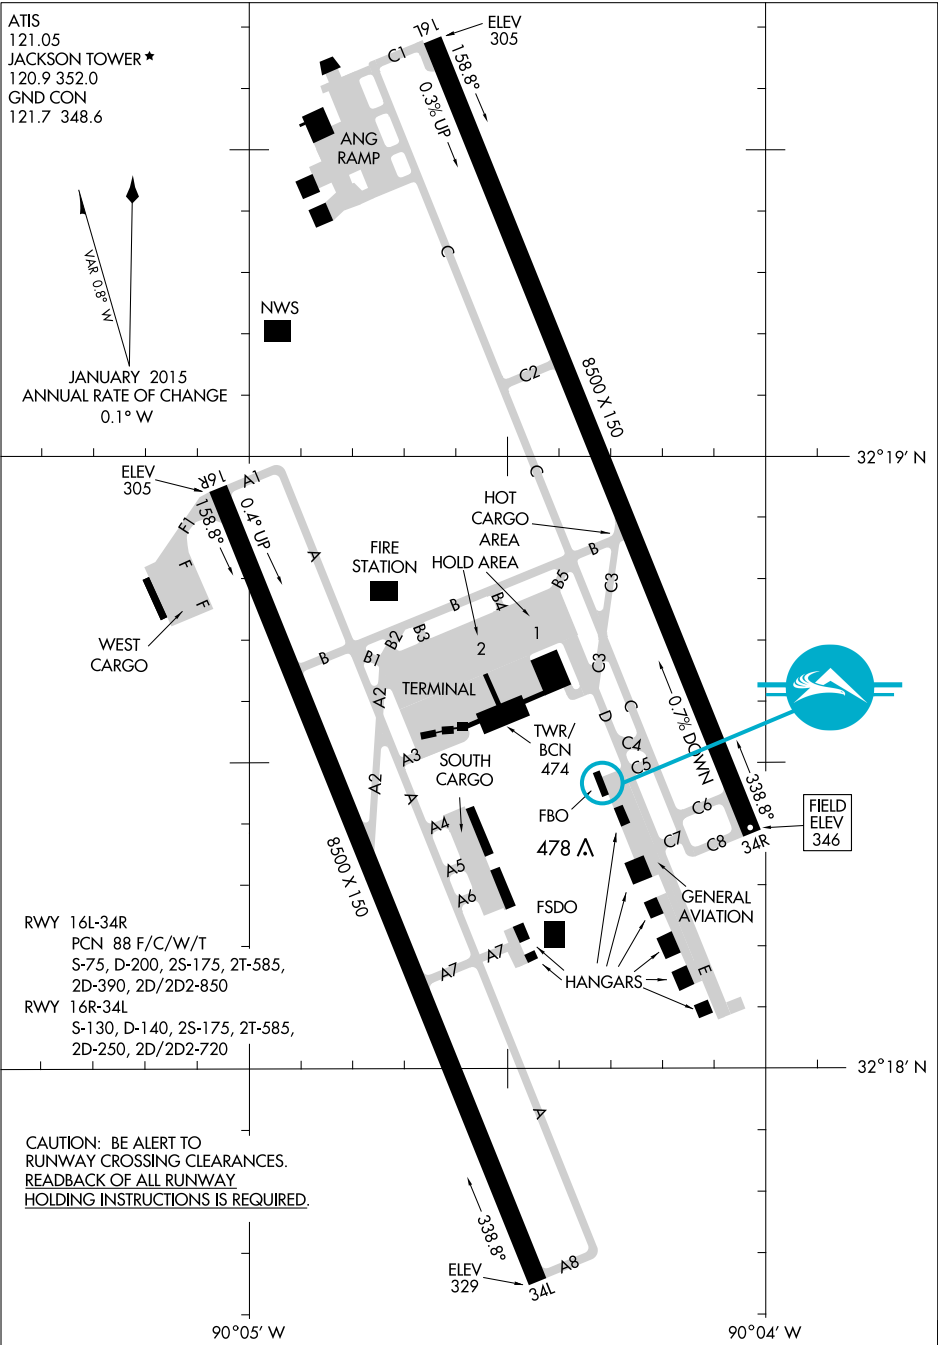 ATIS
121.05
JACKSON TOWER★
120.9 352.0
GND CON
121.7 348.6
VAR 0.8° W
JANUARY 2015
ANNUAL RATE OF CHANGE
0.1° W
16L
ELEV
305
158.8°
0.3% UP
C1
ANG
RAMP
C
NWS
C2
8500 X 150
32°19' N
ELEV
305
16R
A1
158.8°
0.4° UP
F1
F
F
WEST
CARGO
A
FIRE
STATION
C
HOT
CARGO
AREA
HOLD AREA
B
B5
C3
B
B4
B3
B2
B1
B
1
2
C3
A2
TERMINAL
D
C
0.7% DOWN
A2
A3
A
TWR/
BCN
474
SOUTH
CARGO
C4
C5
FBO
338.8°
C6
C7
C8
34R
FIELD
ELEV
346
A4
478
A5
A6
8500 X 150
GENERAL
AVIATION
FSDO
A7
A7
HANGARS
E
RWY 16L-34R
PCN 88 F/C/W/T
S-75, D-200, 2S-175, 2T-585,
2D-390, 2D/2D2-850
RWY 16R-34L
S-130, D-140, 2S-175, 2T-585,
2D-250, 2D/2D2-720
32°18' N
A
CAUTION: BE ALERT TO
RUNWAY CROSSING CLEARANCES.
READBACK OF ALL RUNWAY
HOLDING INSTRUCTIONS IS REQUIRED.
338.8°
A8
ELEV
329
34L
90°05' W
90°04' W